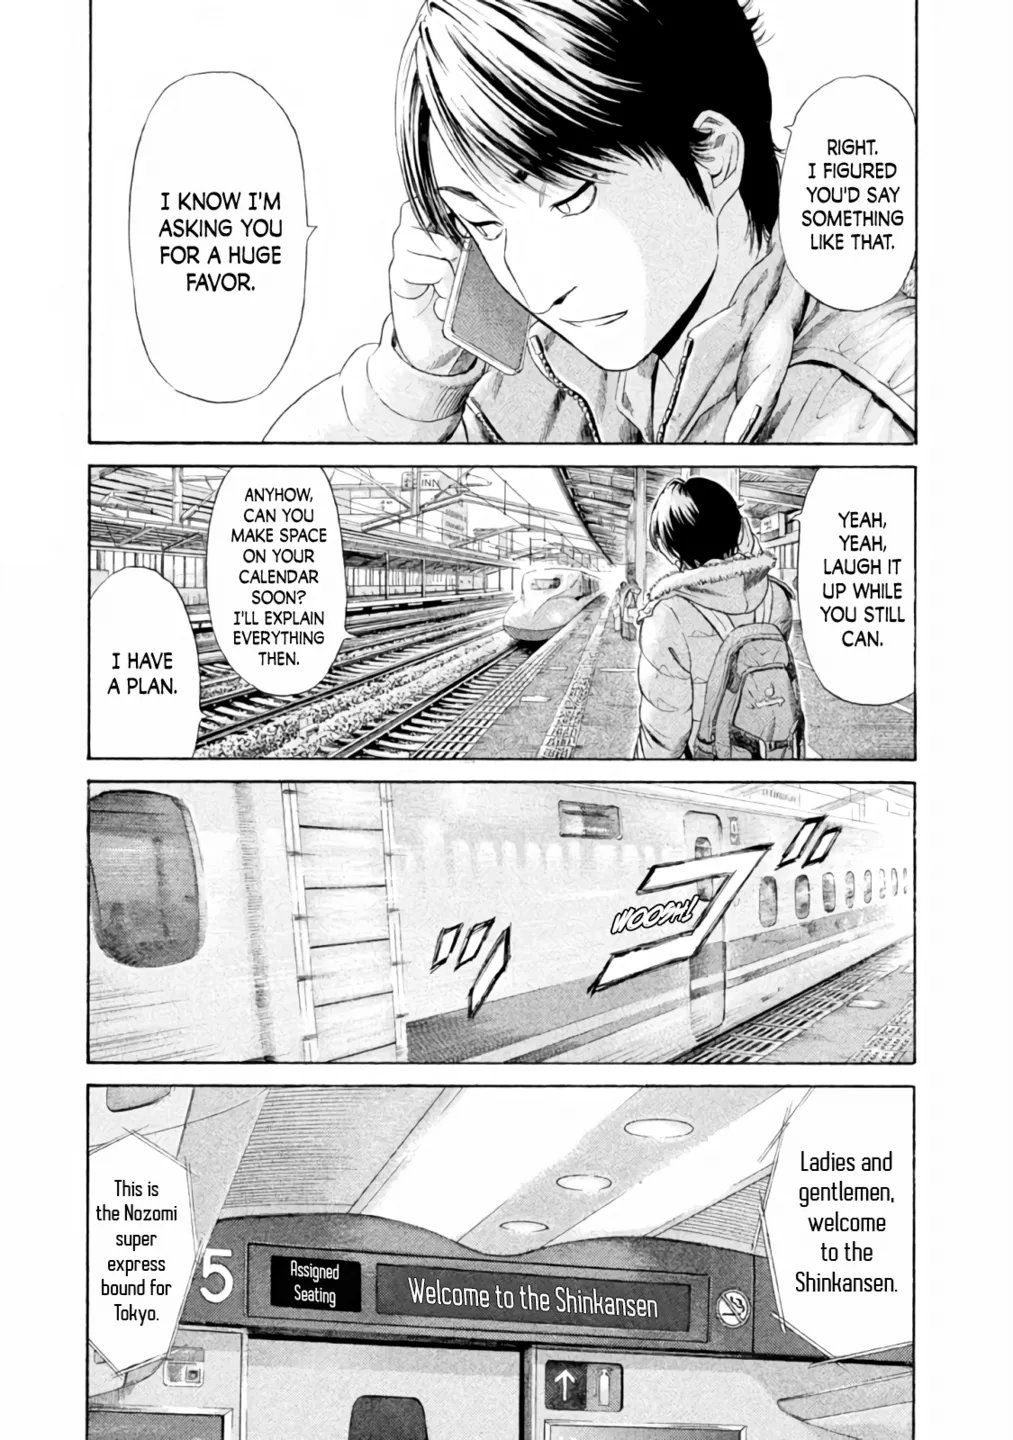 RIGHT.
I FIGURED
YOU'D SAY
SOMETHING
LIKE THAT.
I KNOW I'M
ASKING YOU
FOR A HUGE
FAVOR.
YEAH,
YEAH,
LAUGH IT
UP WHILE
YOU STILL
CAN.
ANYHOW,
CAN YOU
MAKE SPACE
ON YOUR
CALENDAR
SOON?
I'LL EXPLAIN
EVERYTHING
THEN.
I HAVE
A PLAN.
INN
WOOSH!
ゴ
Ladies and
gentlemen,
welcome
to the
Shinkansen.
This is
the Nozomi
super
express
bound for
Tokyo.
5
Assigned
Seating
Welcome to the Shinkansen